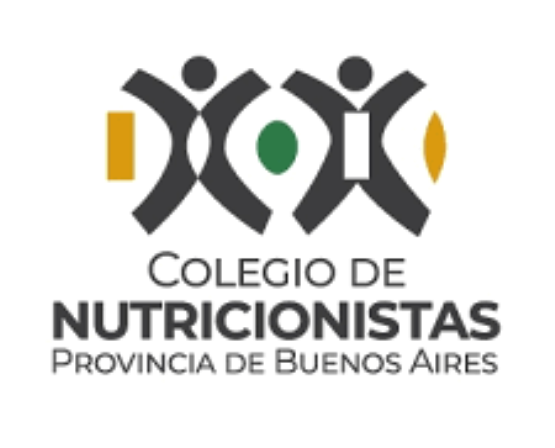 COLEGIO DE
NUTRICIONISTAS
PROVINCIA DE BUENOS AIRES